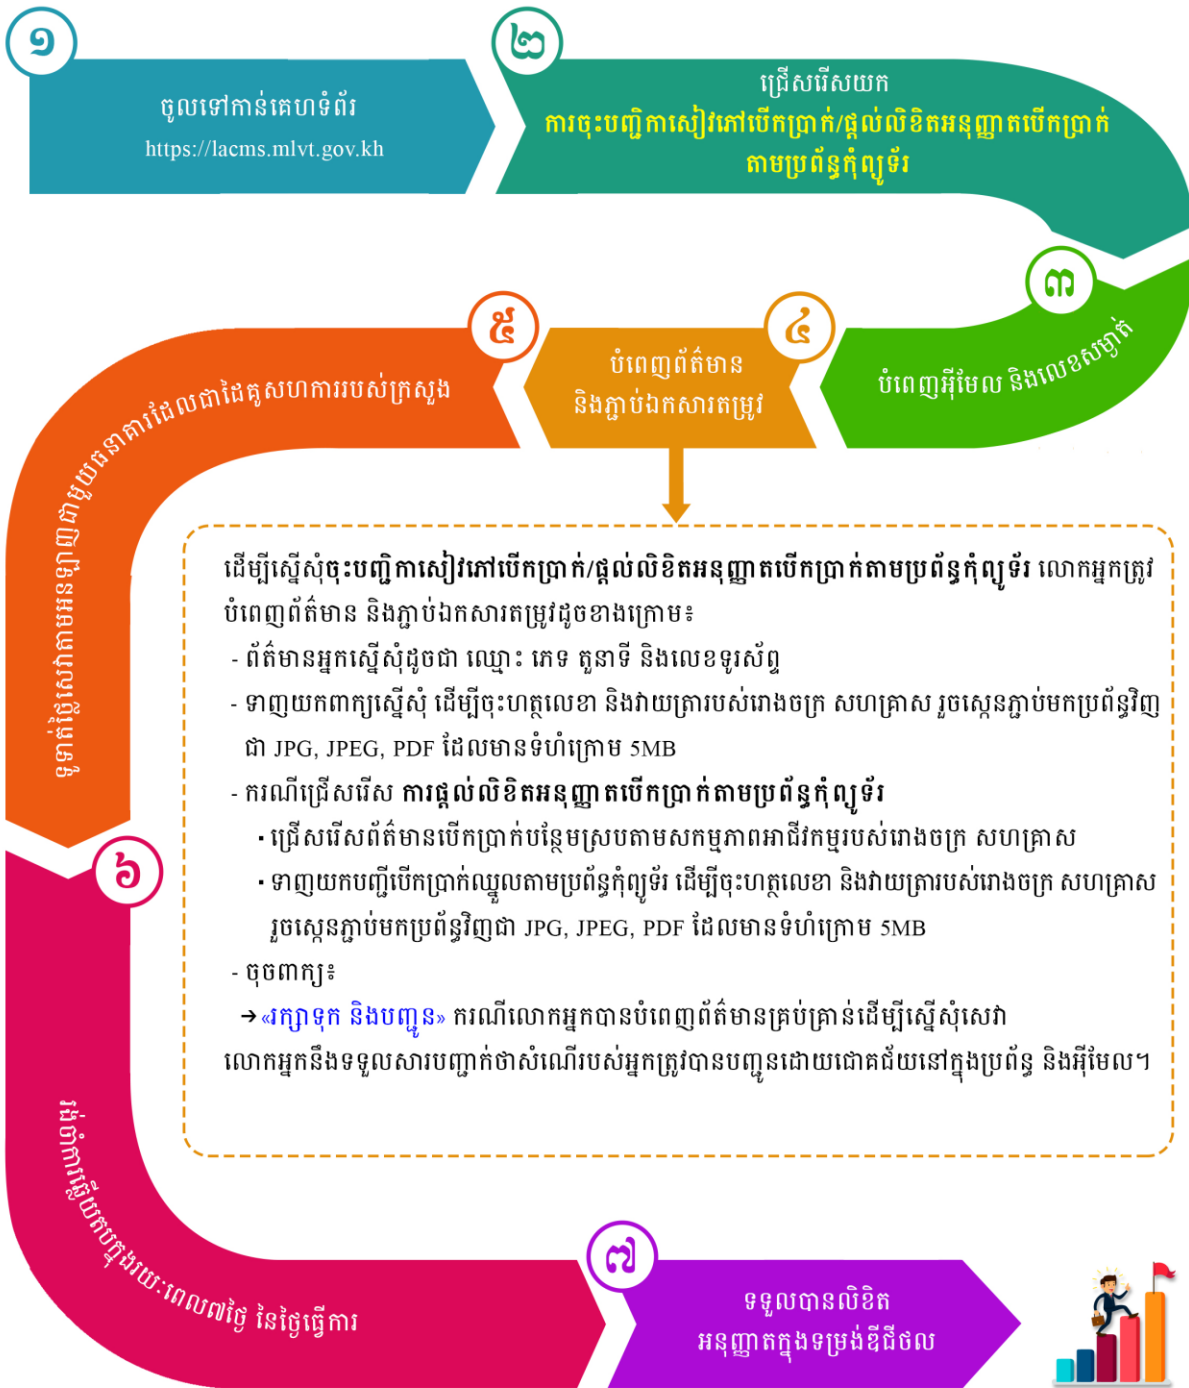 ១
ចូលទៅកាន់គេហទំព័រ
https://lacms.mlvt.gov.kh
២
ជ្រើសរើសយក
ការចុះបញ្ជិកាសៀវភៅបើកប្រាក់/ផ្តល់លិខិតអនុញ្ញាតបើកប្រាក់
តាមប្រព័ន្ធកុំព្យូទ័រ
៣
បំពេញអ៊ីមែល និងលេខសម្ងាត់
៤
បំពេញព័ត៌មាន
និងភ្ជាប់ឯកសារតម្រូវ
៥
ទូទាត់ថ្លៃសេវាតាមអនឡាញជាមួយធនាគារដែលជាដៃគូសហការរបស់ក្រសួង
ដើម្បីស្នើសុំចុះបញ្ជិកាសៀវភៅបើកប្រាក់/ផ្តល់លិខិតអនុញ្ញាតបើកប្រាក់តាមប្រព័ន្ធកុំព្យូទ័រ លោកអ្នកត្រូវ
បំពេញព័ត៌មាន និងភ្ជាប់ឯកសារតម្រូវដូចខាងក្រោម៖
- ព័ត៌មានអ្នកស្នើសុំដូចជា ឈ្មោះ ភេទ តួនាទី និងលេខទូរស័ព្ទ
- ទាញយកពាក្យស្នើសុំ ដើម្បីចុះហត្ថលេខា និងវាយត្រារបស់រោងចក្រ សហគ្រាស រួចស្កេនភ្ជាប់មកប្រព័ន្ធវិញ
ជា JPG, JPEG, PDF ដែលមានទំហំក្រោម 5MB
- ករណីជ្រើសរើស ការផ្តល់លិខិតអនុញ្ញាតបើកប្រាក់តាមប្រព័ន្ធកុំព្យូទ័រ
▪ ជ្រើសរើសព័ត៌មានបើកប្រាក់បន្ថែមស្របតាមសកម្មភាពអាជីវកម្មរបស់រោងចក្រ សហគ្រាស
▪ ទាញយកបញ្ជីបើកប្រាក់ឈ្នួលតាមប្រព័ន្ធកុំព្យូទ័រ ដើម្បីចុះហត្ថលេខា និងវាយត្រារបស់រោងចក្រ សហគ្រាស
រួចស្កេនភ្ជាប់មកប្រព័ន្ធវិញជា JPG, JPEG, PDF ដែលមានទំហំក្រោម 5MB
- ចុចពាក្យ៖
→ «រក្សាទុក និងបញ្ជូន» ករណីលោកអ្នកបានបំពេញព័ត៌មានគ្រប់គ្រាន់ដើម្បីស្នើសុំសេវា
លោកអ្នកនឹងទទួលសារបញ្ជាក់ថាសំណើរបស់អ្នកត្រូវបានបញ្ជូនដោយជោគជ័យនៅក្នុងប្រព័ន្ធ និងអ៊ីមែល។
៦
រង់ចាំការឆ្លើយតបក្នុងរយៈពេល៧ថ្ងៃ នៃថ្ងៃធ្វើការ
៧
ទទួលបានលិខិត
អនុញ្ញាតក្នុងទម្រង់ឌីជីថល